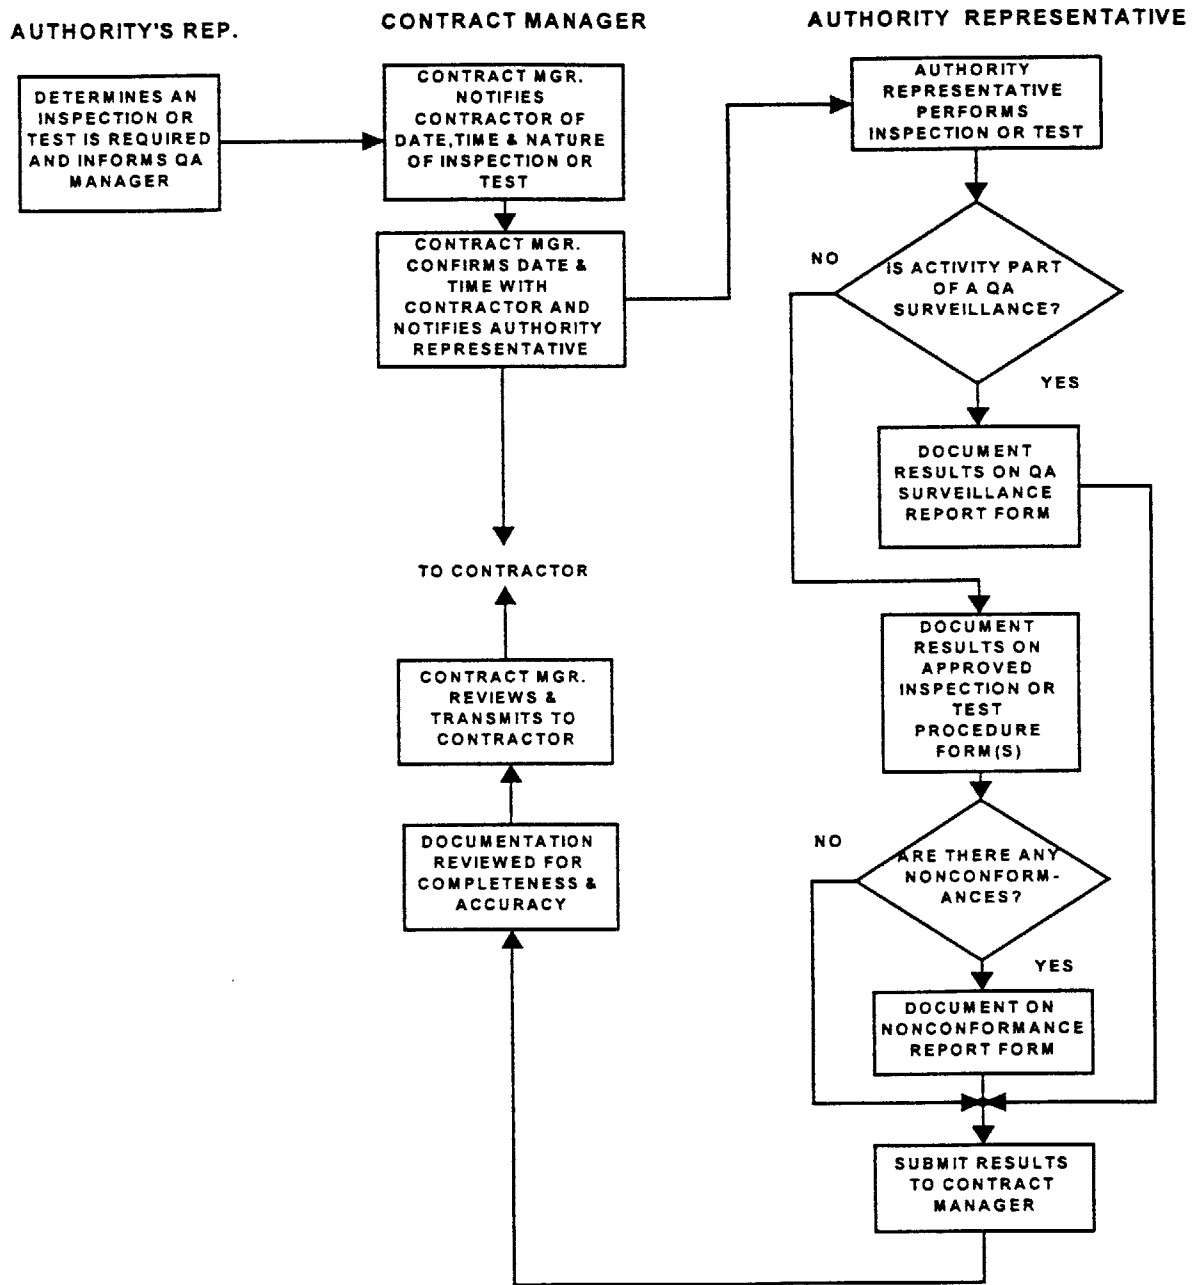 AUTHORITY'S REP.
CONTRACT MANAGER
AUTHORITY REPRESENTATIVE
DETERMINES AN
INSPECTION OR
TEST IS REQUIRED
AND INFORMS QA
MANAGER
CONTRACT MGR.
NOTIFIES
CONTRACTOR OF
DATE,TIME & NATURE
OF INSPECTION OR
TEST
CONTRACT MGR.
CONFIRMS DATE &
TIME WITH
CONTRACTOR AND
NOTIFIES AUTHORITY
REPRESENTATIVE
TO CONTRACTOR
CONTRACT MGR.
REVIEWS &
TRANSMITS TO
CONTRACTOR
DOCUMENTATION
REVIEWED FOR
COMPLETENESS &
ACCURACY
AUTHORITY
REPRESENTATIVE
PERFORMS
INSPECTION OR TEST
NO
IS ACTIVITY PART
OF A QA
SURVEILLANCE?
YES
DOCUMENT
RESULTS ON QA
SURVEILLANCE
REPORT FORM
DOCUMENT
RESULTS ON
APPROVED
INSPECTION OR
TEST
PROCEDURE
FORM(S)
NO
ARE THERE ANY
NONCONFORM-
ANCES?
YES
DOCUMENT ON
NONCONFORMANCE
REPORT FORM
SUBMIT RESULTS
TO CONTRACT
MANAGER